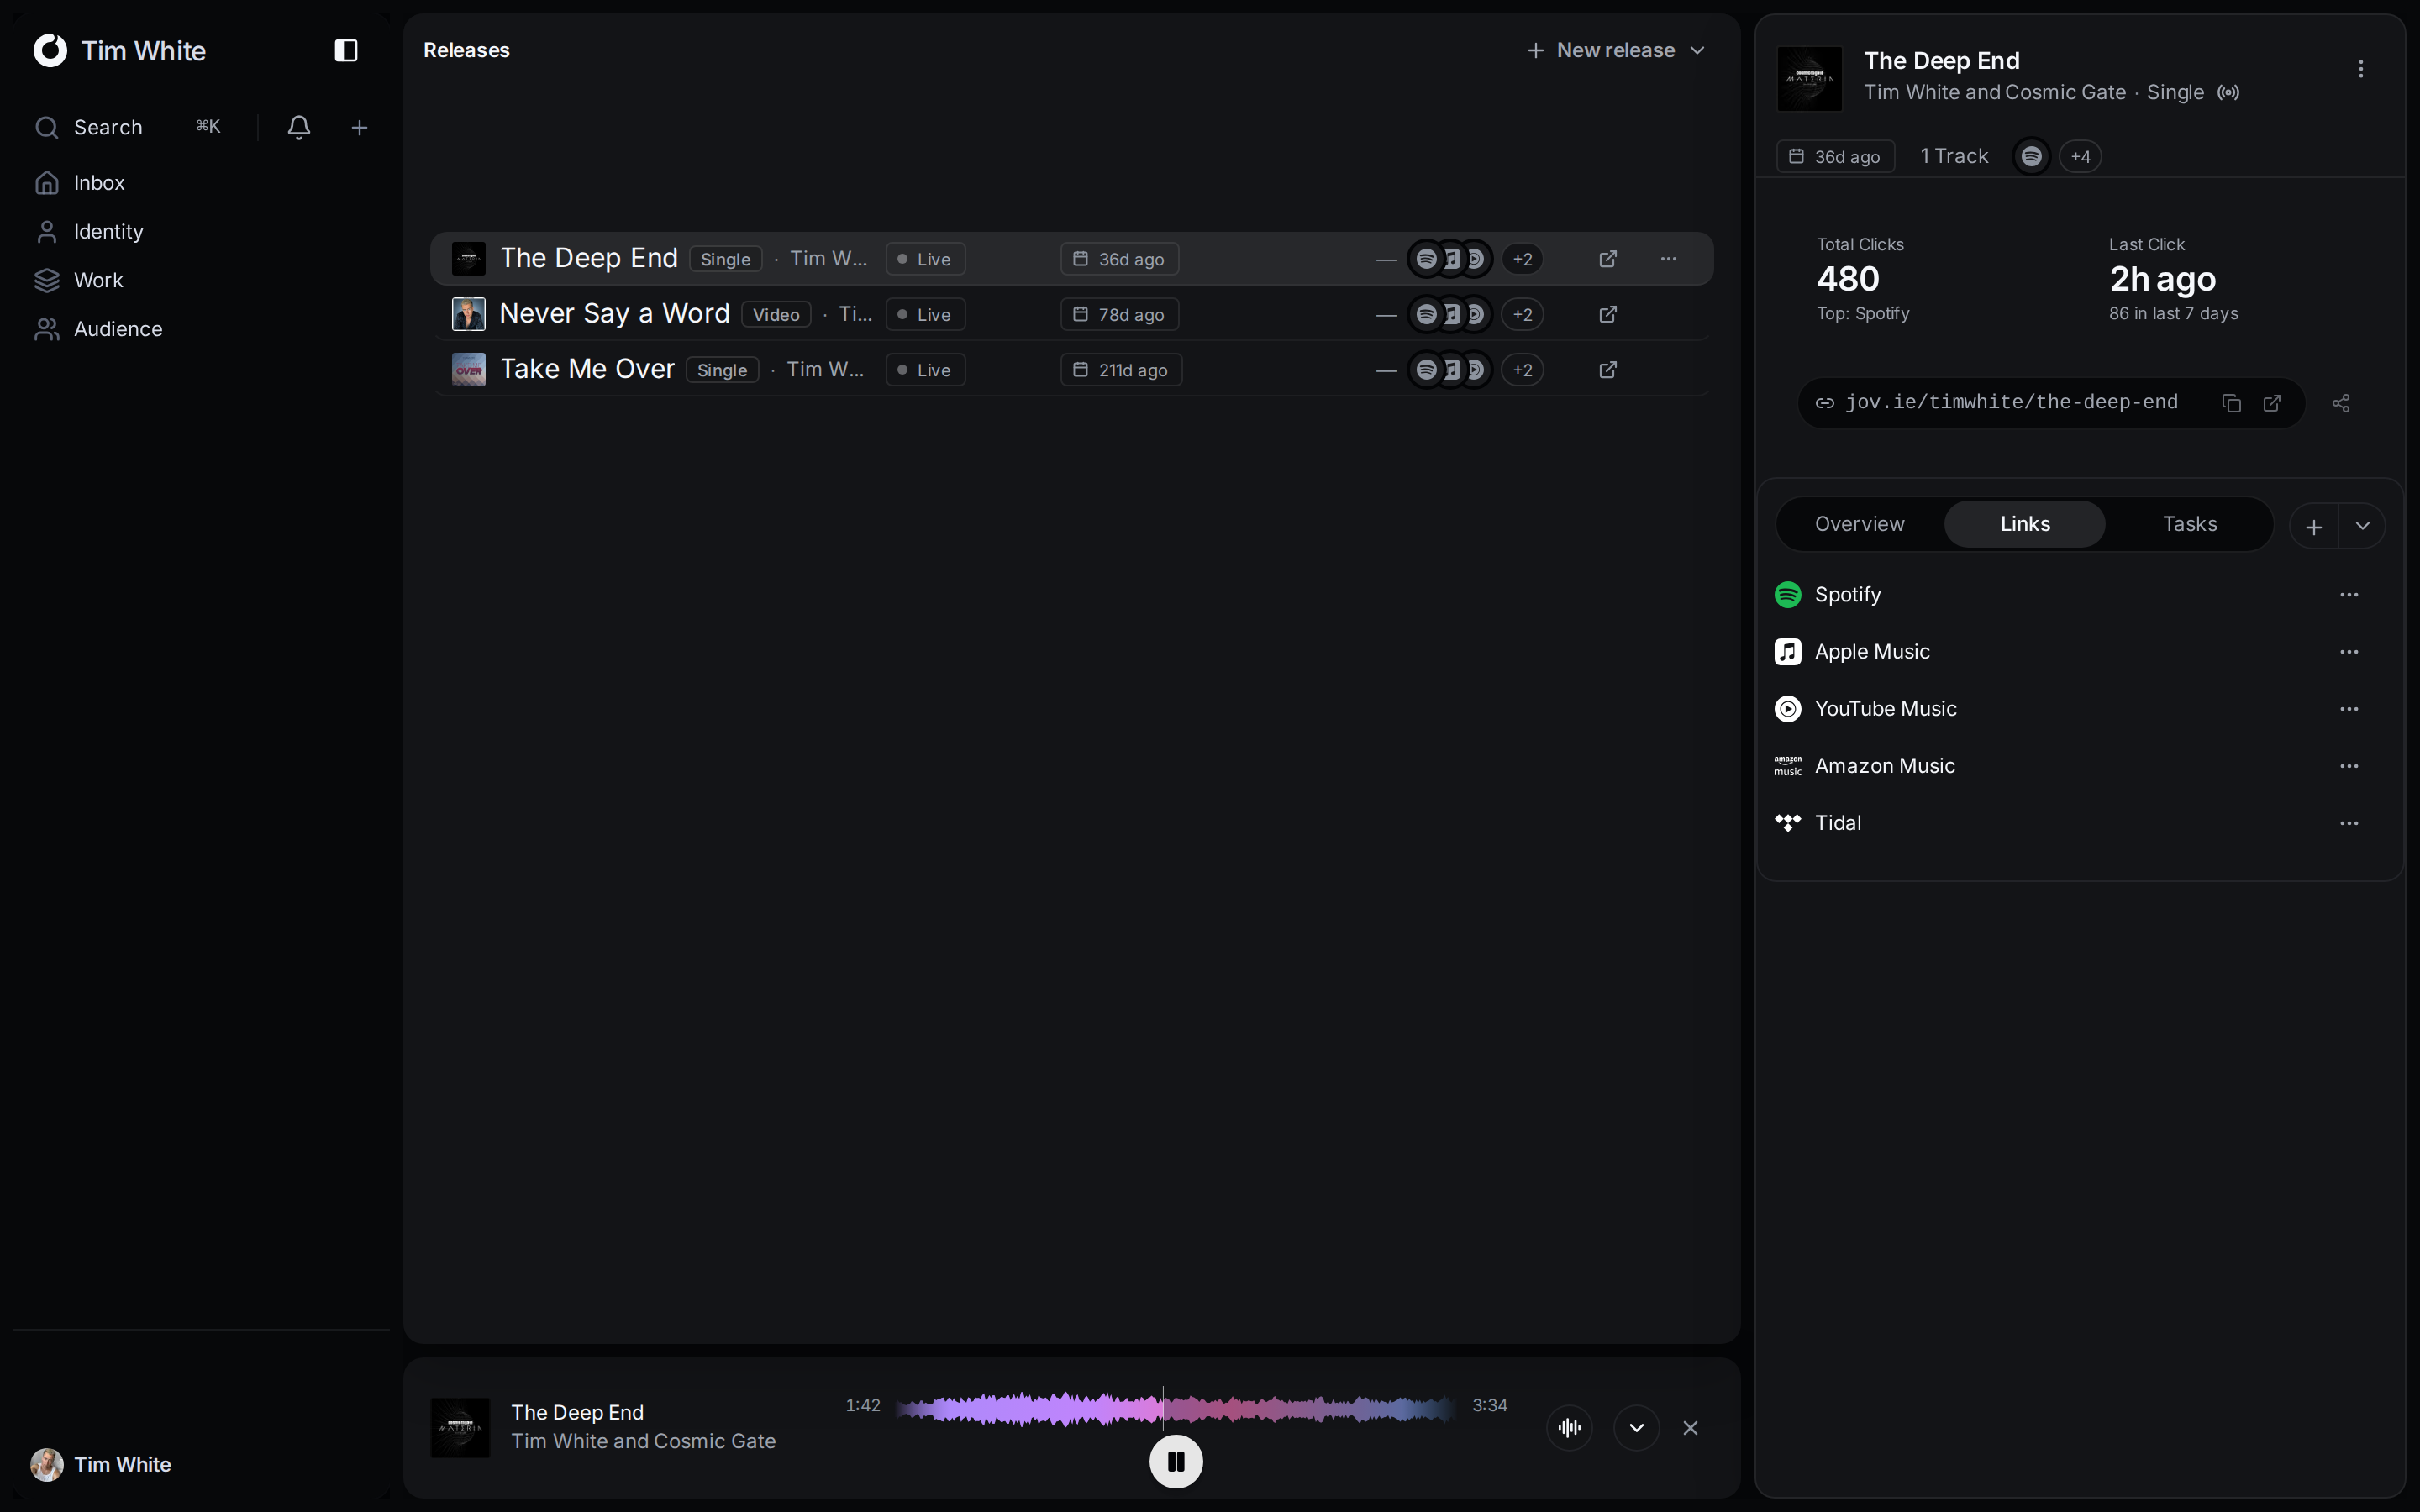 Tim White
Search ⌘K
Inbox
Identity
Work
Audience
Tim White
Releases
New release
The Deep End Single · Tim W... Live 36d ago — +2
Never Say a Word Video · Ti... Live 78d ago — +2
OVER
Take Me Over Single · Tim W... Live 211d ago — +2
The Deep End
Tim White and Cosmic Gate
1:42
3:34
MATERIA
The Deep End
Tim White and Cosmic Gate · Single
36d ago 1 Track +4
Total Clicks
480
Top: Spotify
Last Click
2h ago
86 in last 7 days
jov.ie/timwhite/the-deep-end
Overview Links Tasks
Spotify
Apple Music
YouTube Music
amazon
music
Amazon Music
Tidal